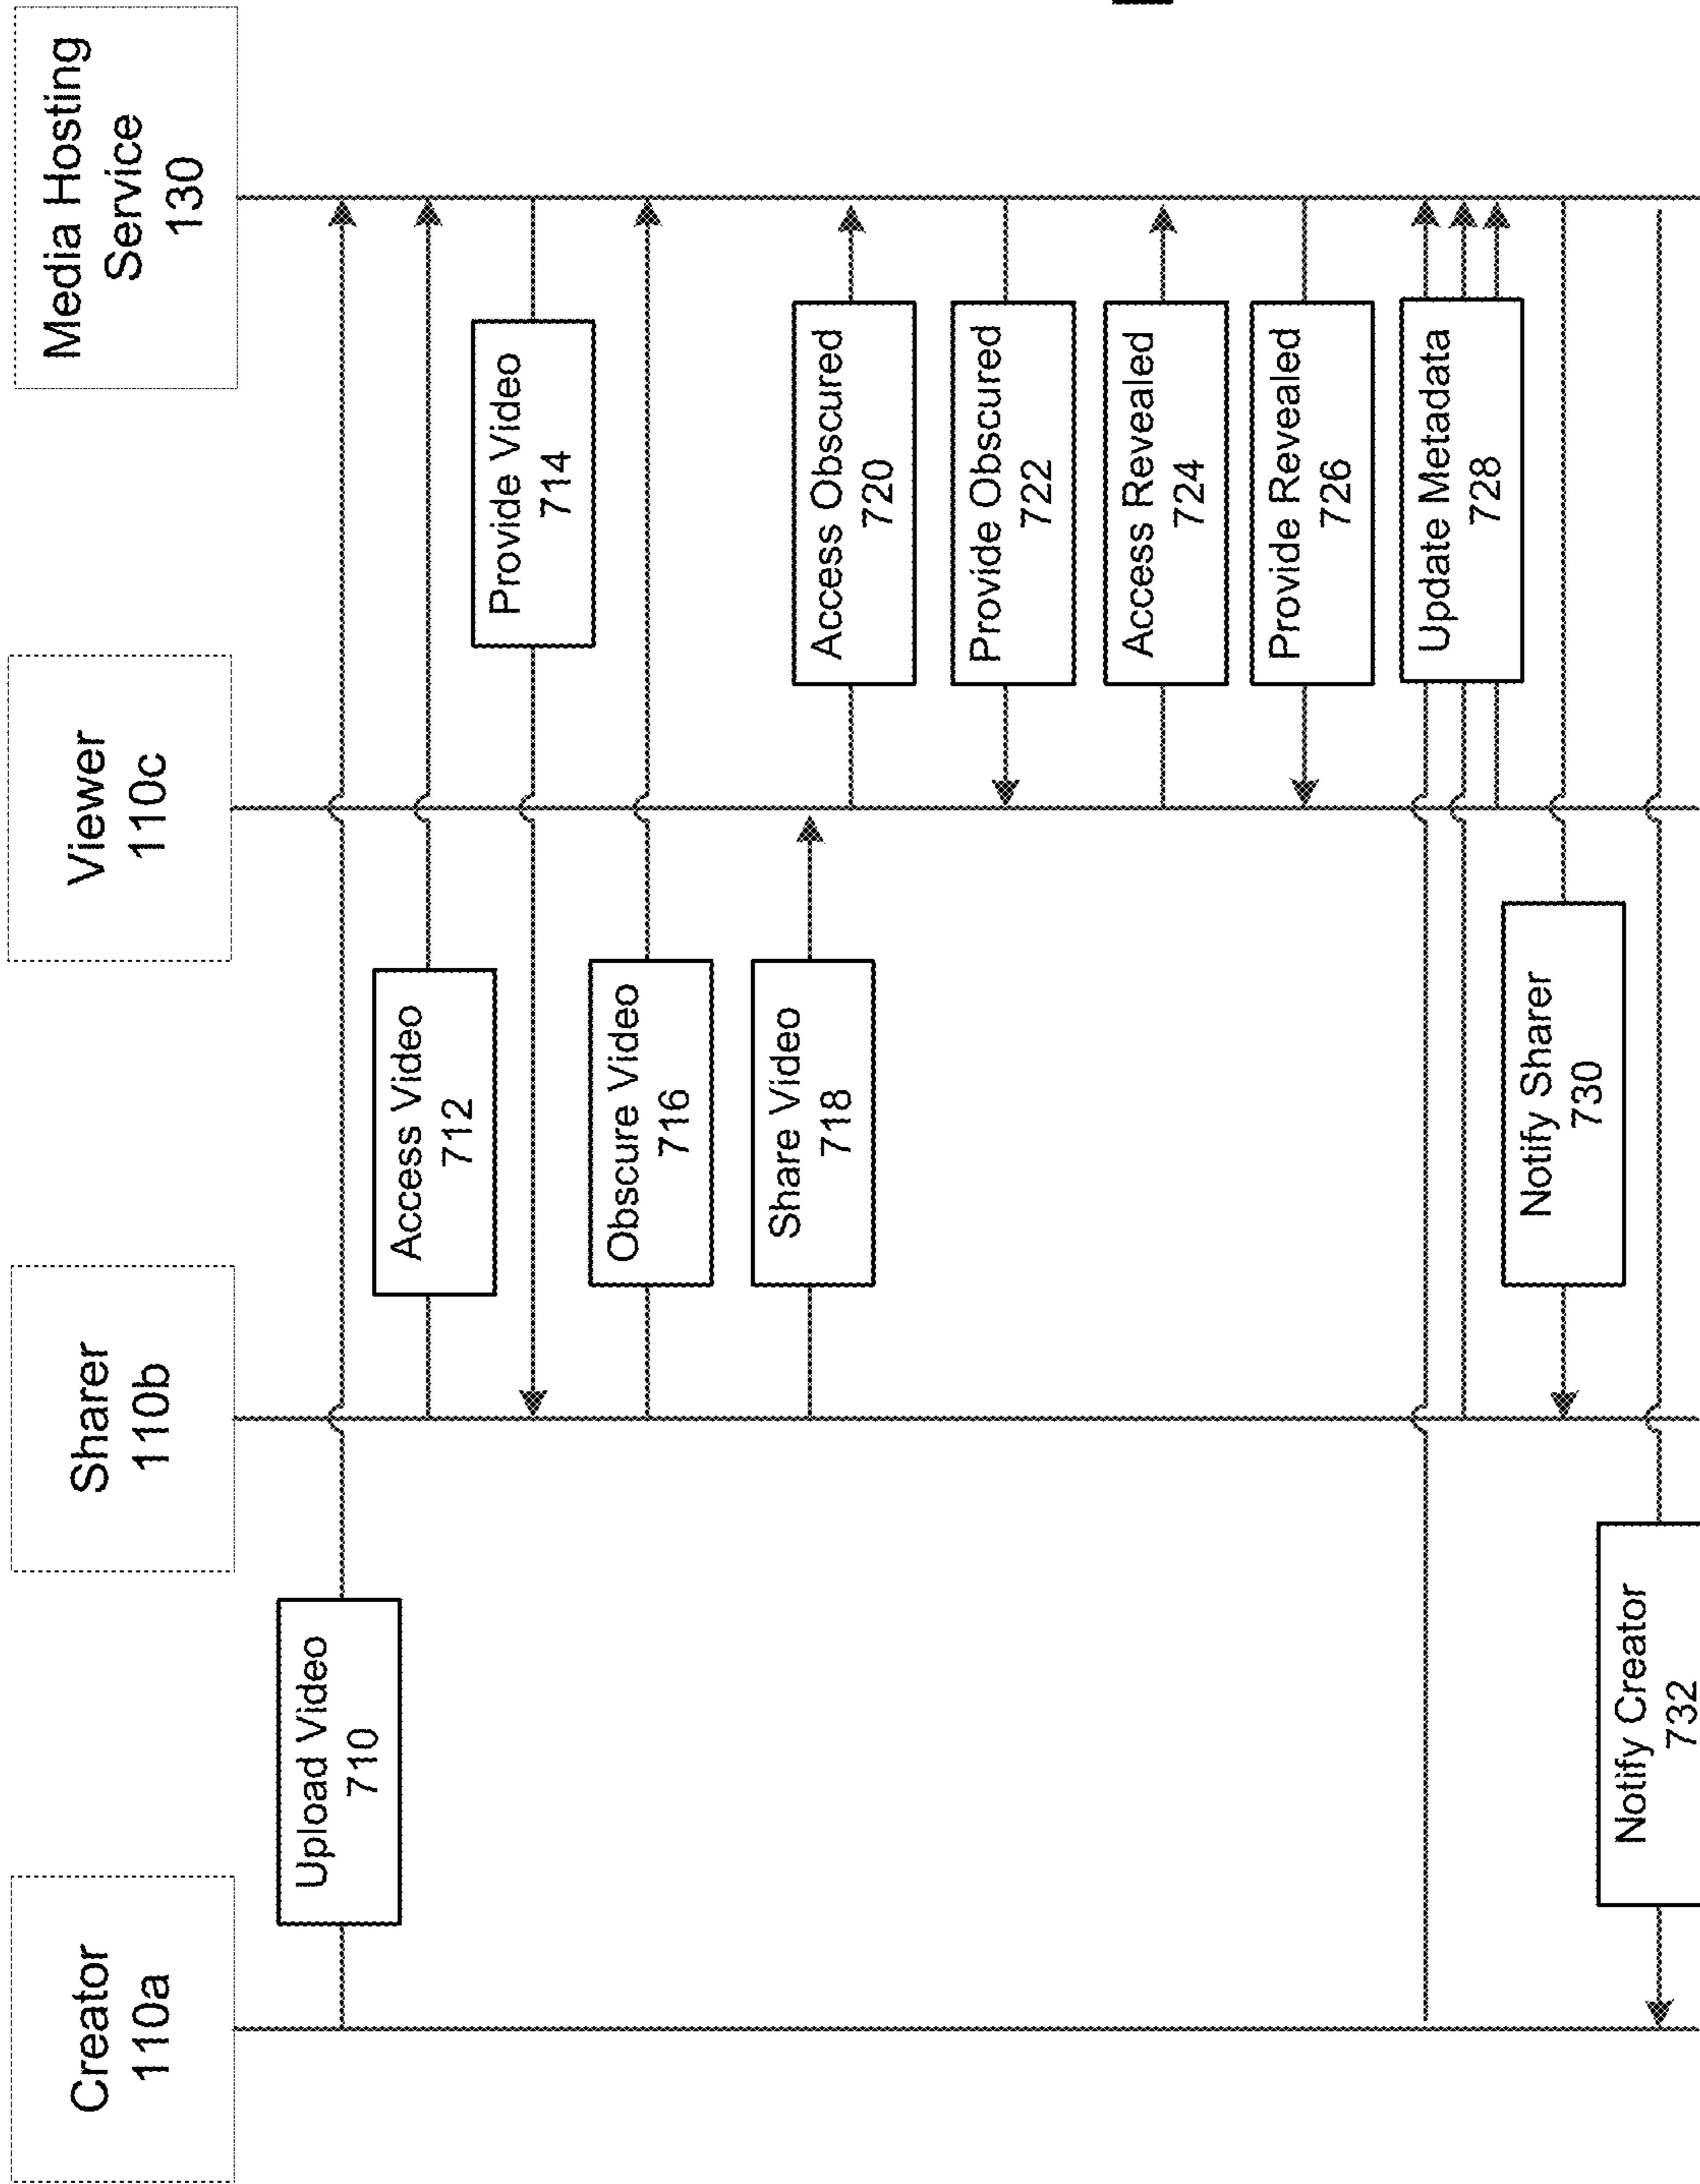 Creator
110a
Sharer
110b
Viewer
110c
Media Hosting
Service
130
Upload Video
710
Access Video
712
Provide Video
714
Obscure Video
716
Share Video
718
Access Obscured
720
Provide Obscured
722
Access Revealed
724
Provide Revealed
726
Update Metadata
728
Notify Sharer
730
Notify Creator
732